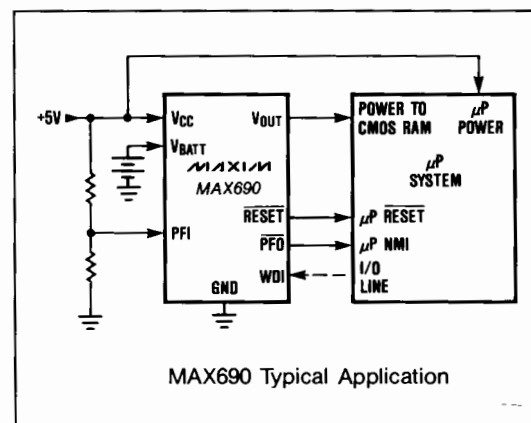 +5V
VCC
VBATT
MAXIM
MAX690
PFI
GND
VOUT
RESET
PFO
WDI
POWER TO
CMOS RAM
μP
POWER
μP
SYSTEM
μP RESET
μP NMI
I/O
LINE
MAX690 Typical Application